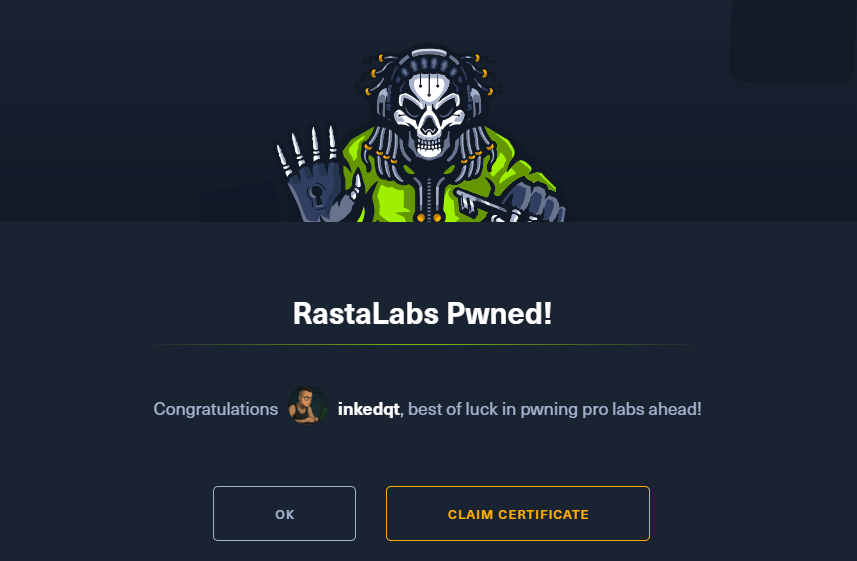 RastaLabs Pwned!
Congratulations inkedqt, best of luck in pwning pro labs ahead!
OK
CLAIM CERTIFICATE